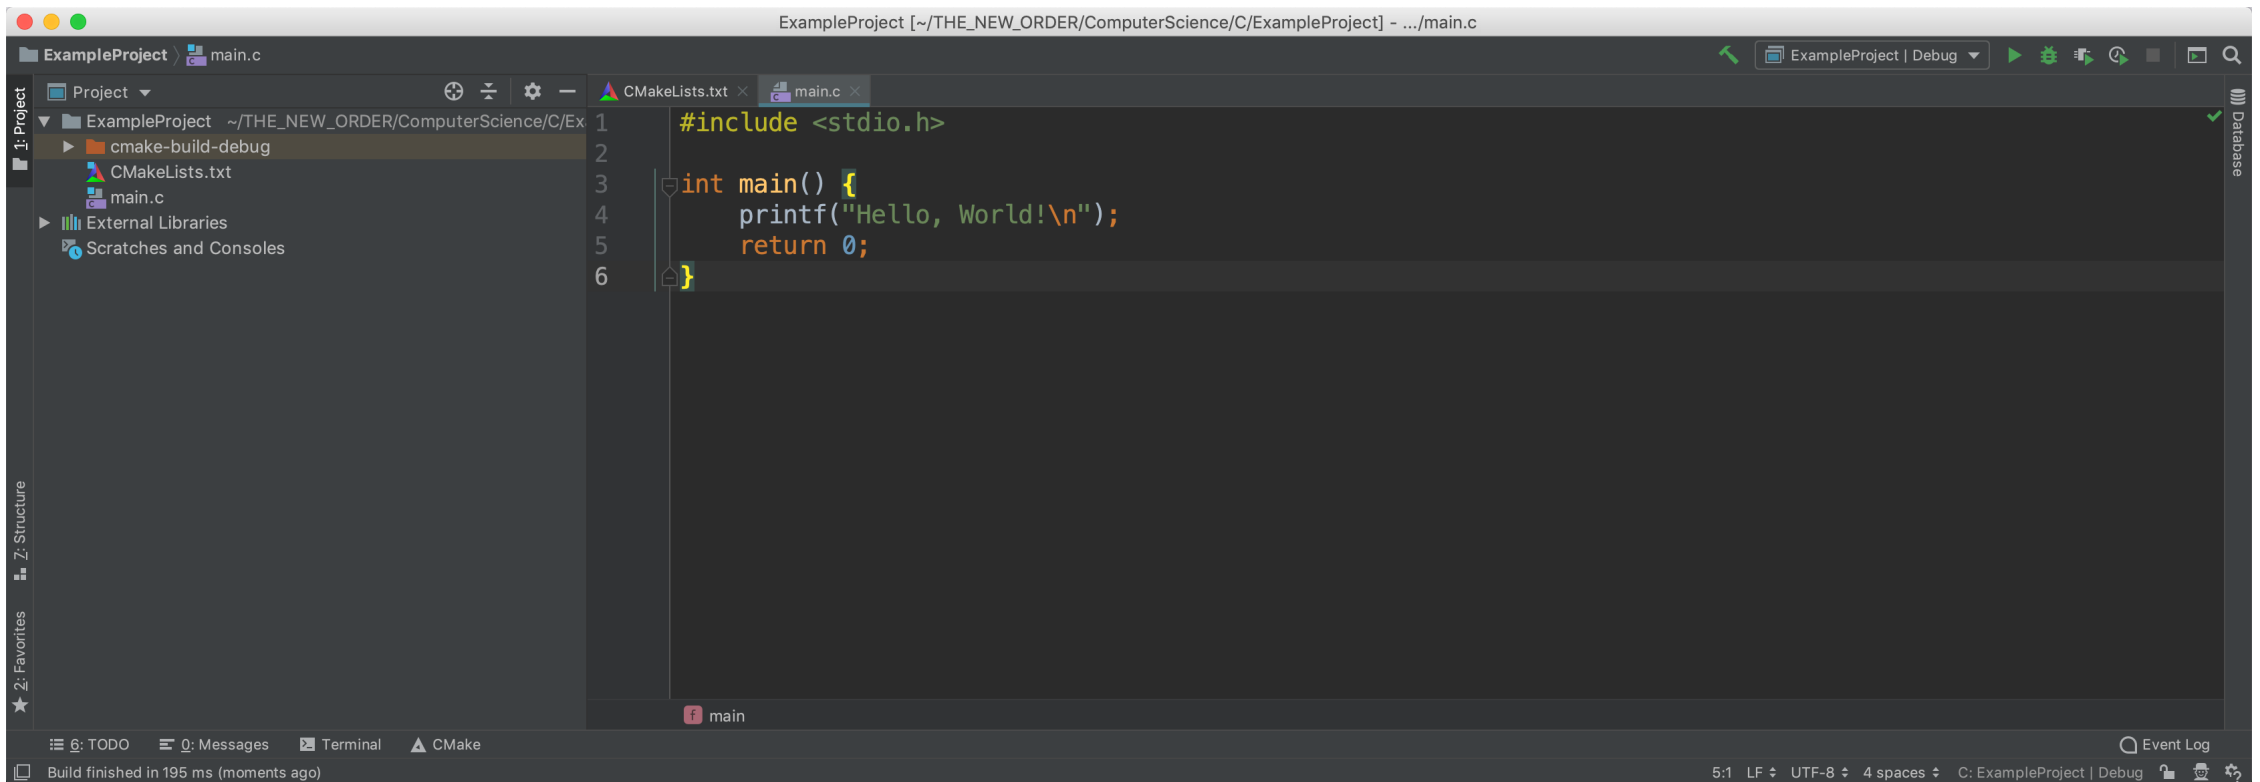 ExampleProject [~/THE_NEW_ORDER/ComputerScience/C/ExampleProject] - .../main.c
ExampleProject main.c
ExampleProject | Debug
1: Project
Project
ExampleProject ~/THE_NEW_ORDER/ComputerScience/C/Ex
cmake-build-debug
CMakeLists.txt
main.c
External Libraries
Scratches and Consoles
7: Structure
2: Favorites
CMakeLists.txt main.c
1 #include <stdio.h>
2
3 int main() {
4     printf("Hello, World!\n");
5     return 0;
6 }
f main
Database
6: TODO 0: Messages Terminal CMake
Event Log
Build finished in 195 ms (moments ago)
5:1 LF UTF-8 4 spaces C: ExampleProject | Debug